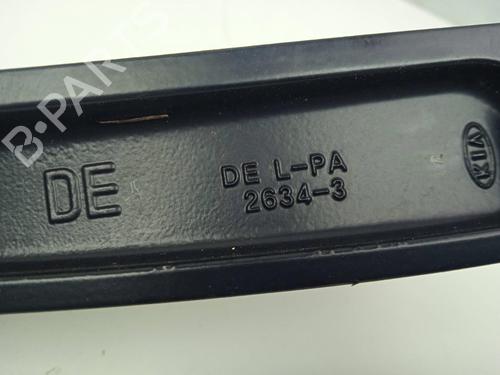 B-PARTS
DE
DE L-PA
2634-3
KIA